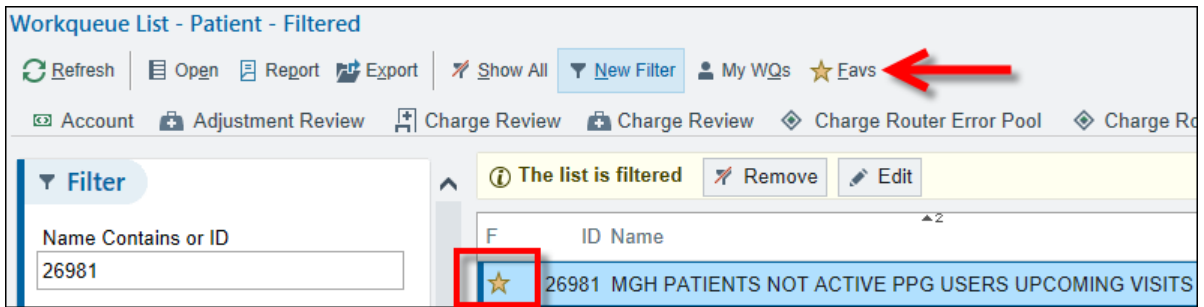 Workqueue List - Patient - Filtered
Refresh Open Report Export Show All New Filter My WQs Favs
Account Adjustment Review Charge Review Charge Review Charge Router Error Pool Charge Ro
Filter
The list is filtered Remove Edit
2
Name Contains or ID
F ID Name
26981
26981 MGH PATIENTS NOT ACTIVE PPG USERS UPCOMING VISITS